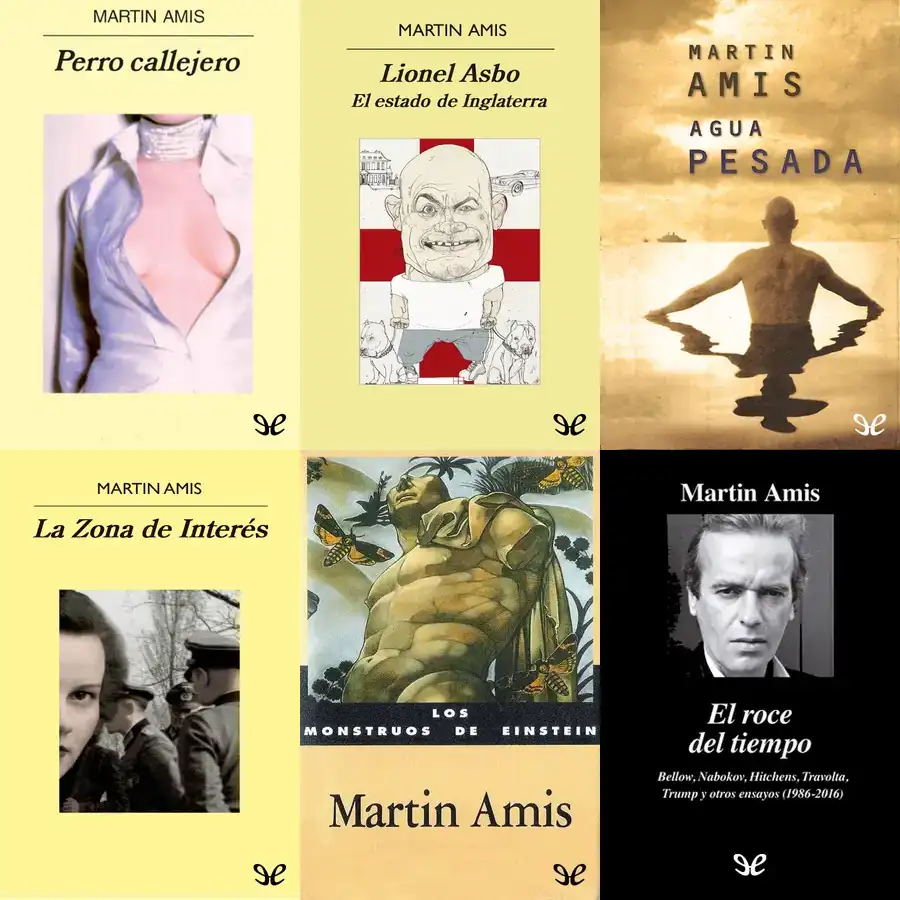 MARTIN AMIS
Perro callejero
MARTIN AMIS
Lionel Asbo
El estado de Inglaterra
MARTIN
AMIS
AGUA
PESADA
MARTIN AMIS
La Zona de Interés
LOS
MONSTRUOS DE EINSTEIN
Martin Amis
Martin Amis
El roce
del tiempo
Bellow, Nabokov, Hitchens, Travolta,
Trump y otros ensayos (1986-2016)